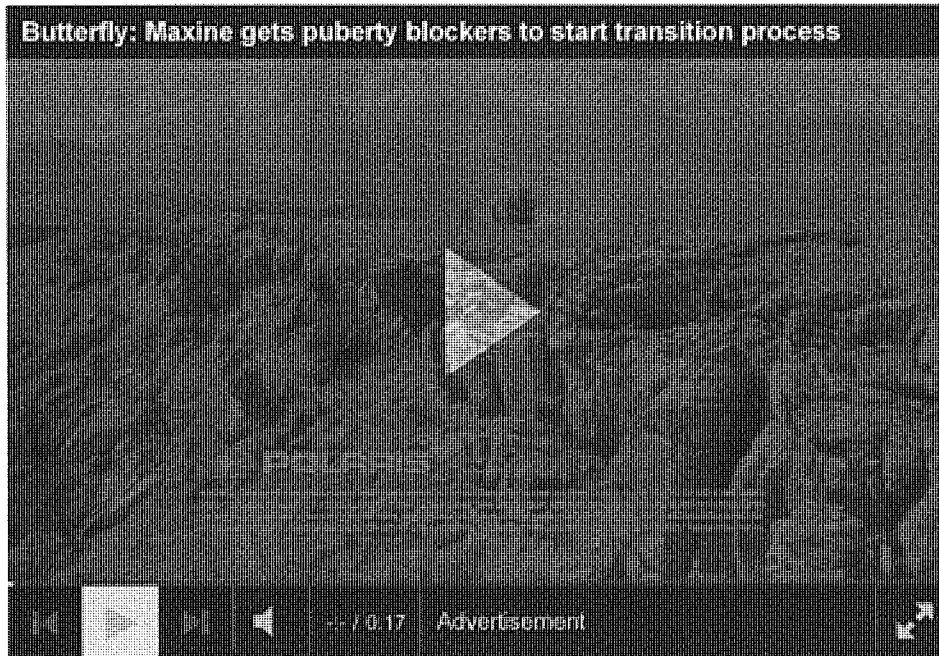 Butterfly: Maxine gets puberty blockers to start transition process
POLARIS
-:- / 0:17 Advertisement